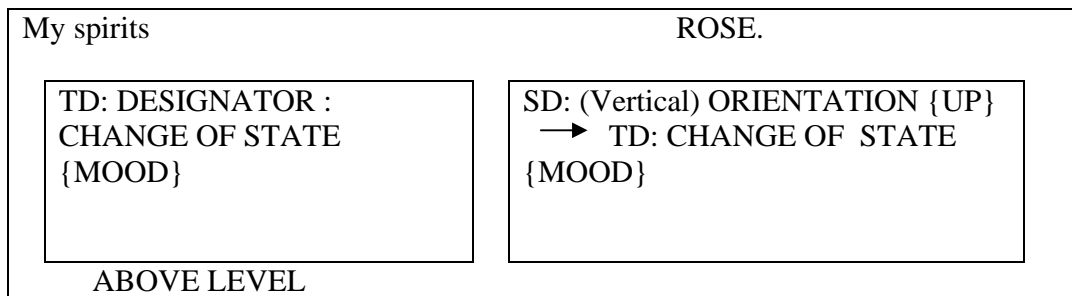 My spirits ROSE.
TD: DESIGNATOR :
CHANGE OF STATE
{MOOD}
SD: (Vertical) ORIENTATION {UP}
→ TD: CHANGE OF STATE
{MOOD}
ABOVE LEVEL